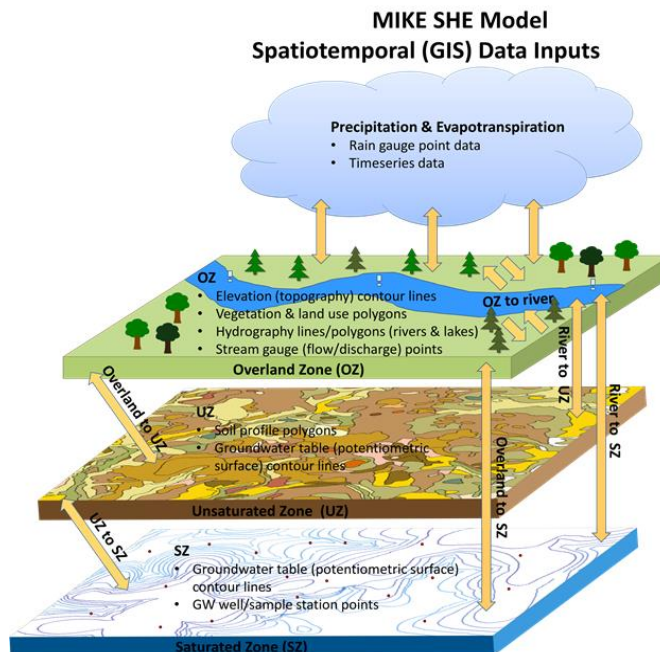 MIKE SHE Model
Spatiotemporal (GIS) Data Inputs
Precipitation & Evapotranspiration
• Rain gauge point data
• Timeseries data
OZ
• Elevation (topography) contour lines
• Vegetation & land use polygons
• Hydrography lines/polygons (rivers & lakes)
• Stream gauge (flow/discharge) points
OZ to river
Overland Zone (OZ)
Overland to UZ
River to UZ
River to SZ
Overland to SZ
UZ
• Soil profile polygons
• Groundwater table (potentiometric
surface) contour lines
Unsaturated Zone (UZ)
UZ to SZ
SZ
• Groundwater table (potentiometric surface)
contour lines
• GW well/sample station points
Saturated Zone (SZ)